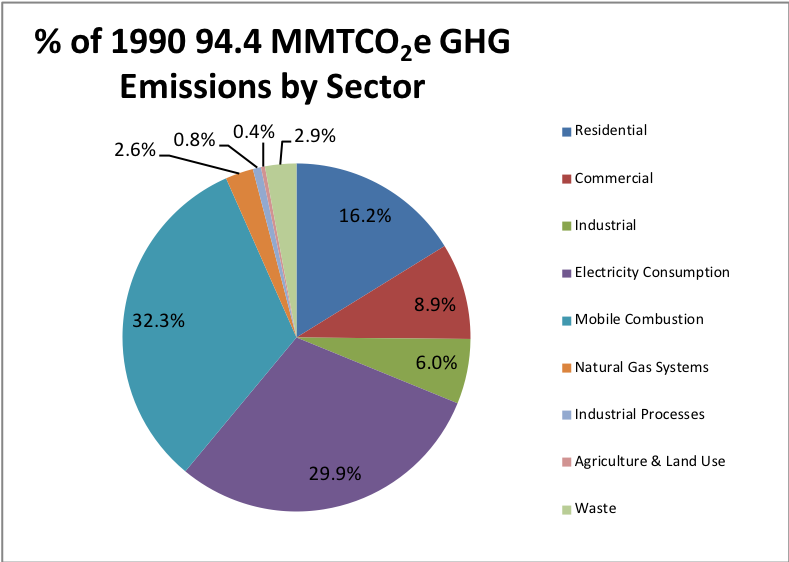 % of 1990 94.4 MMTCO₂e GHG
Emissions by Sector
0.4%
2.9%
0.8%
2.6%
16.2%
8.9%
32.3%
6.0%
29.9%
Residential
Commercial
Industrial
Electricity Consumption
Mobile Combustion
Natural Gas Systems
Industrial Processes
Agriculture & Land Use
Waste